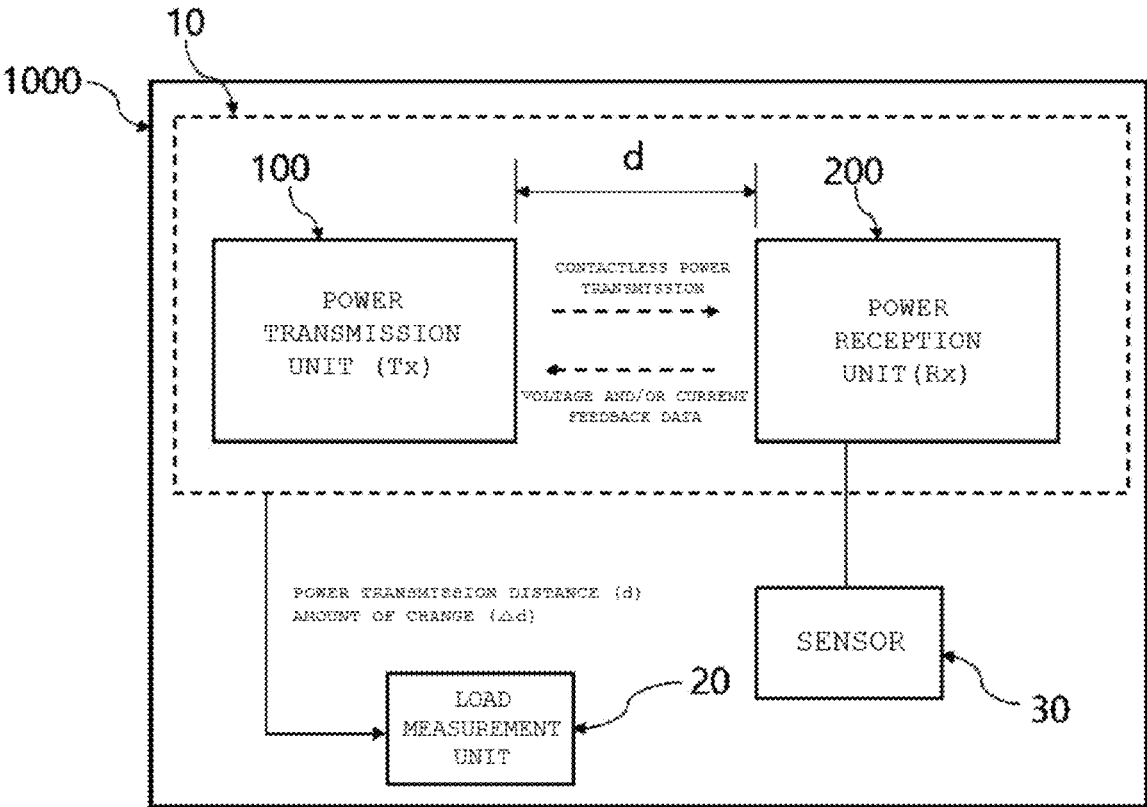 10
1000
100
d
200
CONTACTLESS POWER
TRANSMISSION
POWER
TRANSMISSION
UNIT (Tx)
POWER
RECEPTION
UNIT(Rx)
VOLTAGE AND/OR CURRENT
FEEDBACK DATA
POWER TRANSMISSION DISTANCE (d)
AMOUNT OF CHANGE (△d)
SENSOR
30
20
LOAD
MEASUREMENT
UNIT